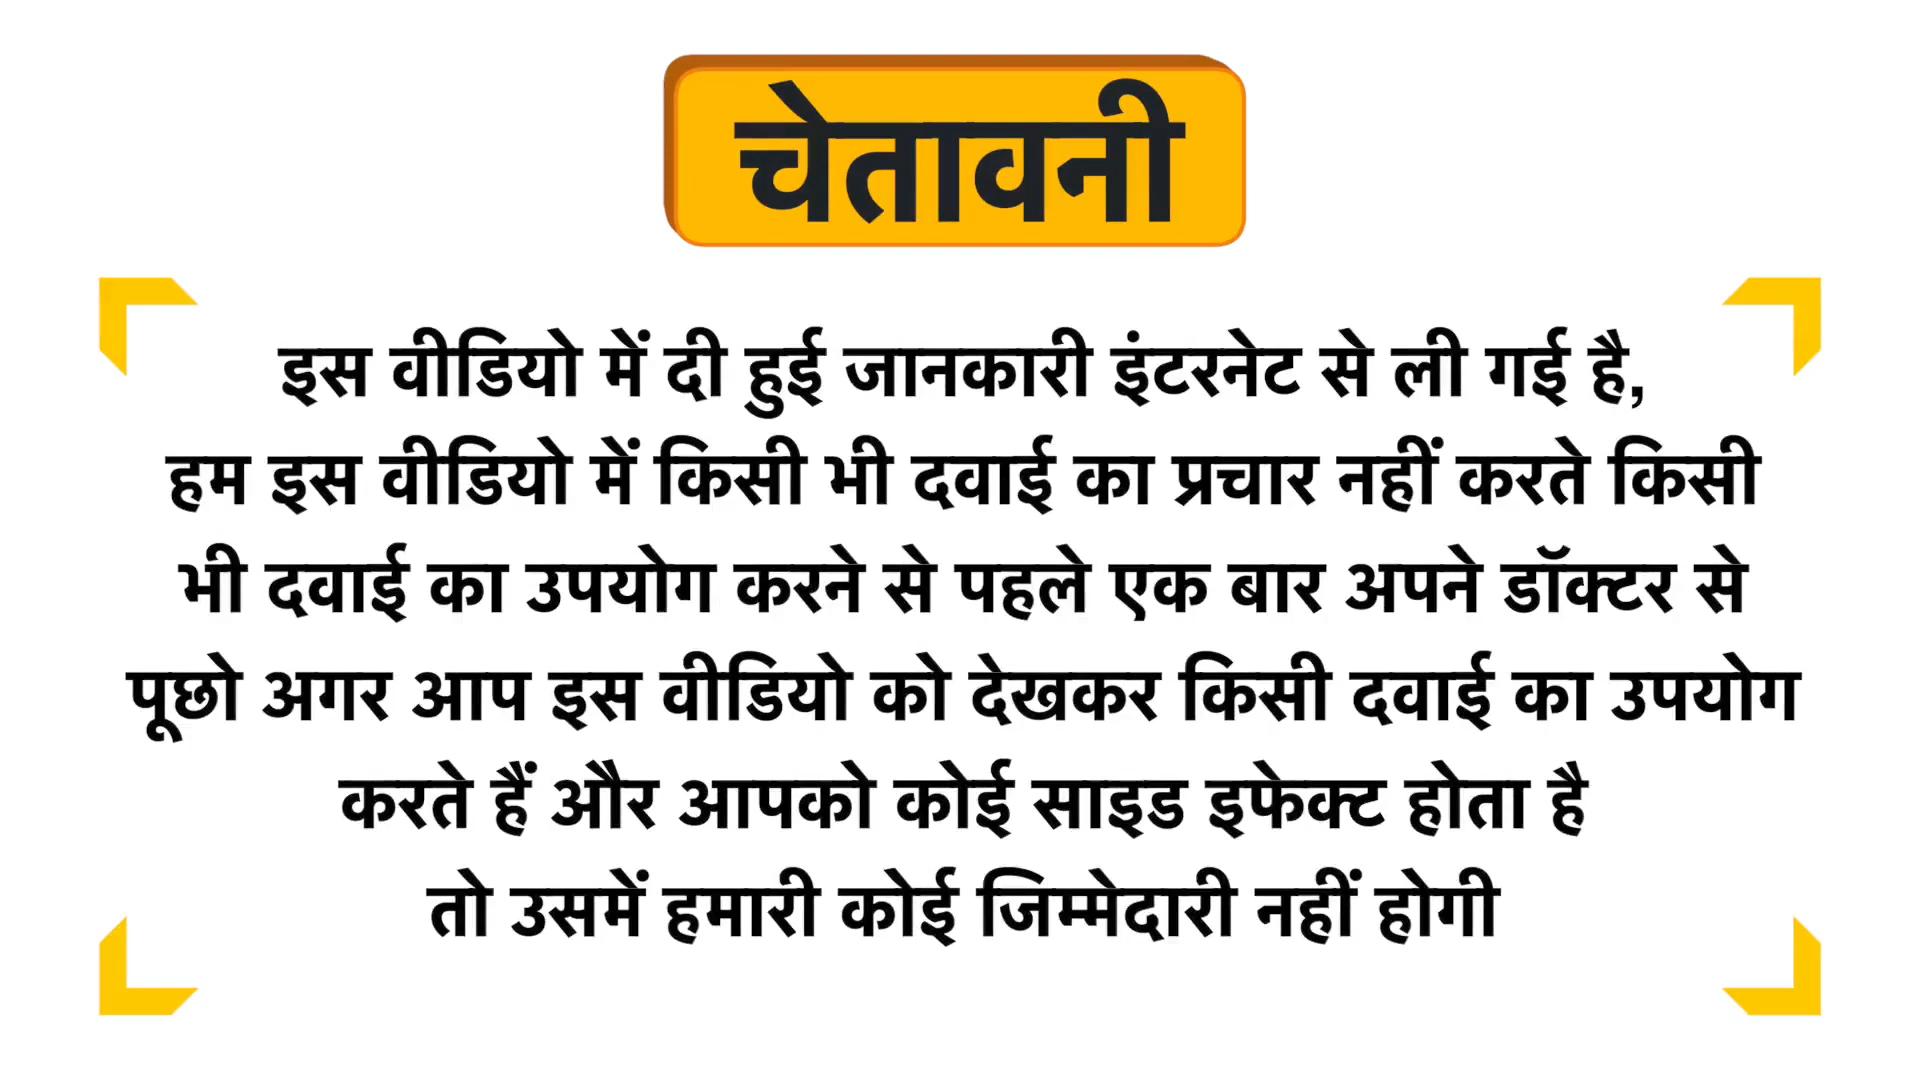 चेतावनी
इस वीडियो में दी हुई जानकारी इंटरनेट से ली गई है,
हम इस वीडियो में किसी भी दवाई का प्रचार नहीं करते किसी
भी दवाई का उपयोग करने से पहले एक बार अपने डॉक्टर से
पूछो अगर आप इस वीडियो को देखकर किसी दवाई का उपयोग
करते हैं और आपको कोई साइड इफेक्ट होता है
तो उसमें हमारी कोई जिम्मेदारी नहीं होगी